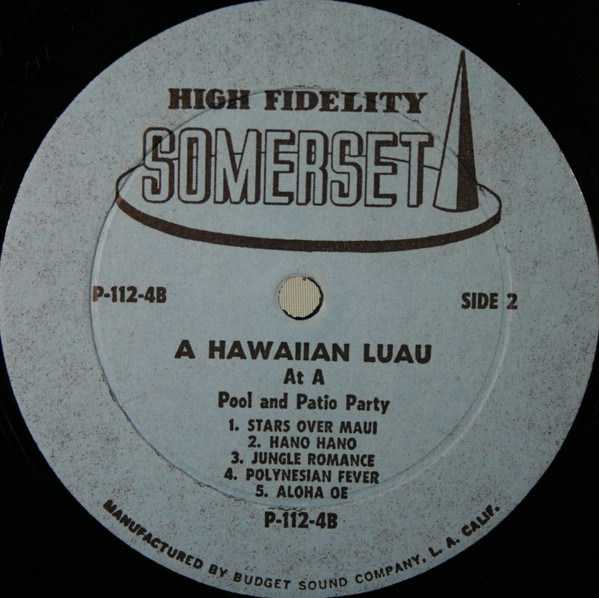 HIGH FIDELITY
SOMERSET
P-112-4B
SIDE 2
A HAWAIIAN LUAU
At A
Pool and Patio Party
1. STARS OVER MAUI
2. HANO HANO
3. JUNGLE ROMANCE
4. POLYNESIAN FEVER
5. ALOHA OE
P-112-4B
MANUFACTURED BY BUDGET SOUND COMPANY, L. A. CALIF.